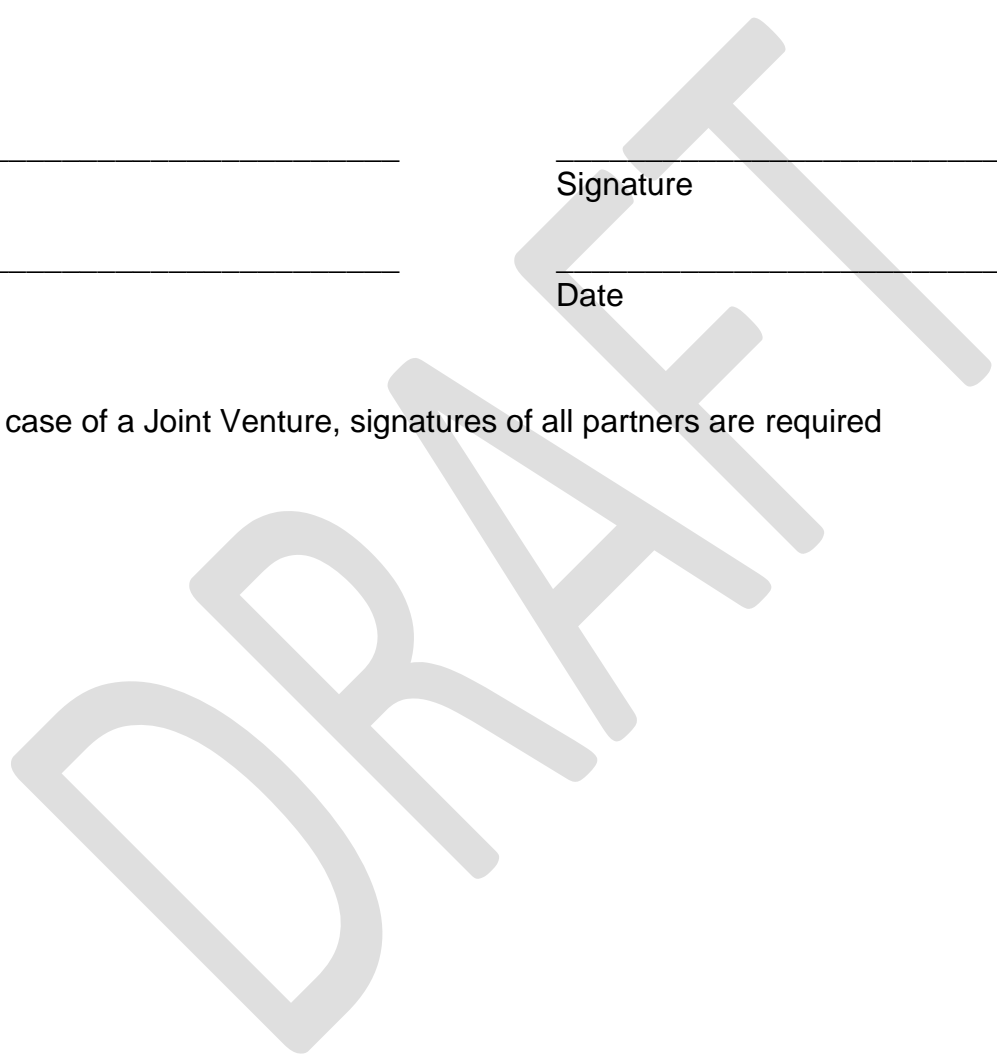 Signature
Date
case of a Joint Venture, signatures of all partners are required
DRAFT